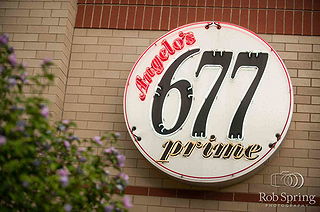 Angelo's
677
prime
Rob Spring
PHOTOGRAPHY